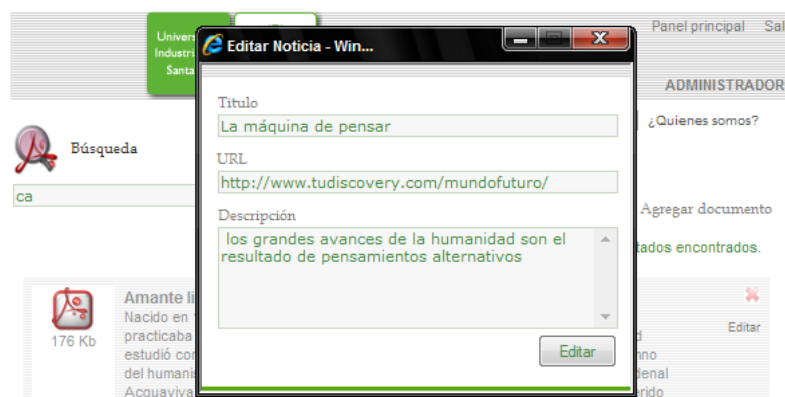 Univers
Industri
Santa
Panel principal Sal
ADMINISTRADOR
¿Quienes somos?
Búsqueda
ca
Agregar documento
tados encontrados.
Editar Noticia - Win...
Titulo
La máquina de pensar
URL
http://www.tudiscovery.com/mundofuturo/
Descripción
los grandes avances de la humanidad son el
resultado de pensamientos alternativos
Editar
176 Kb
Amante li
Nacido en
practicaba
estudió con
del humanis
Acquaviva
Editar
denal
erido